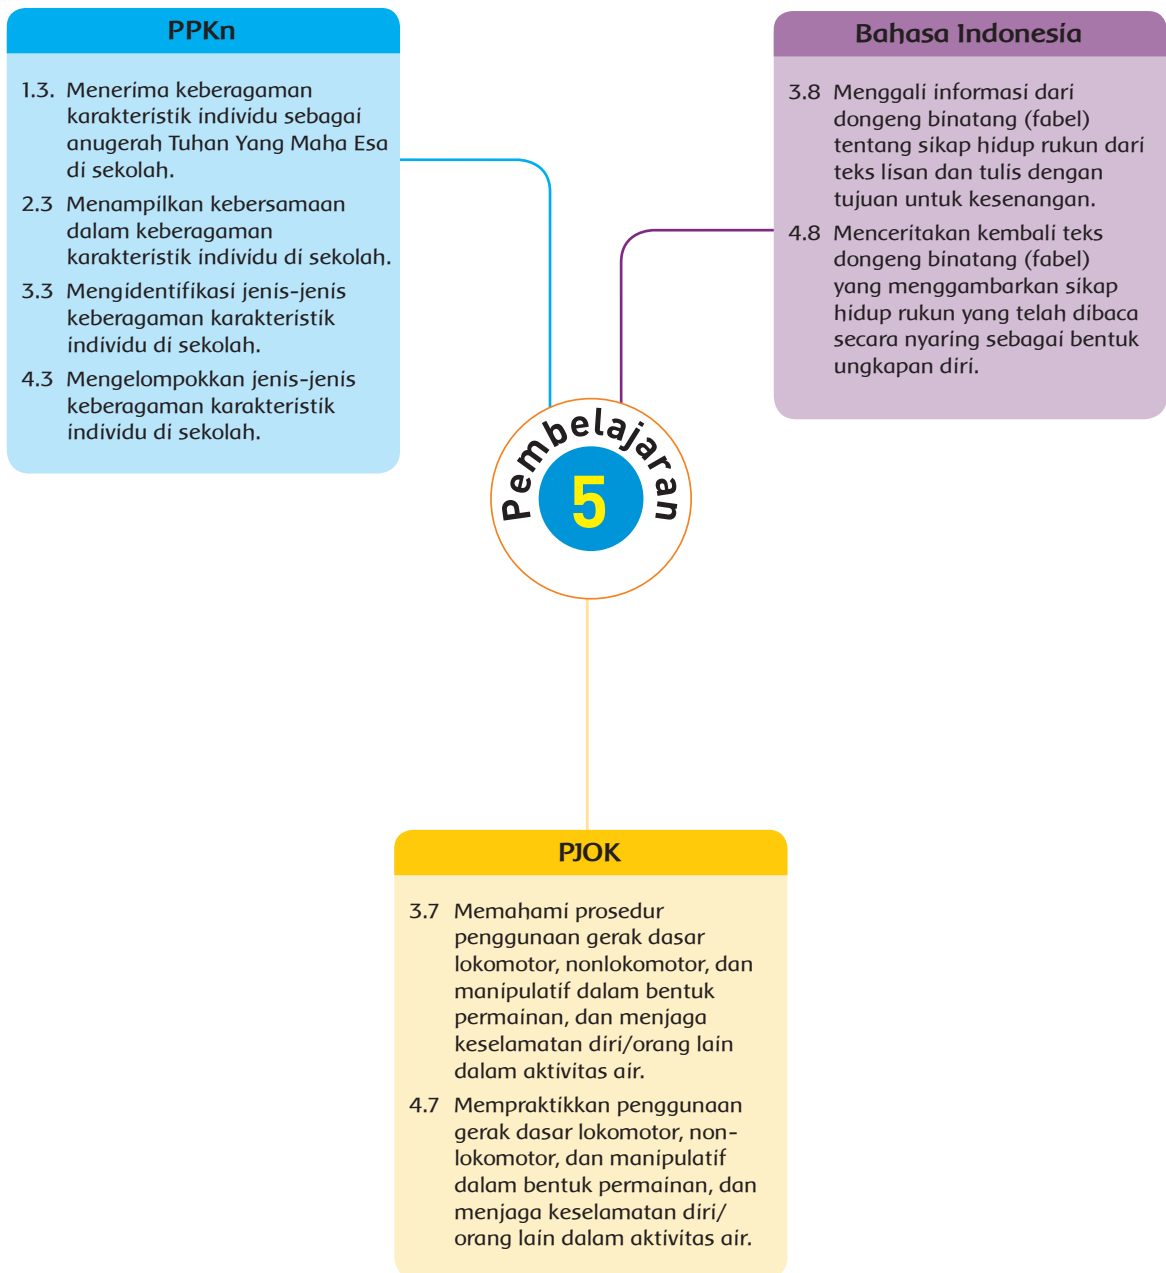 PPKn
1.3. Menerima keberagaman
karakteristik individu sebagai
anugerah Tuhan Yang Maha Esa
di sekolah.
2.3 Menampilkan kebersamaan
dalam keberagaman
karakteristik individu di sekolah.
3.3 Mengidentifikasi jenis-jenis
keberagaman karakteristik
individu di sekolah.
4.3 Mengelompokkan jenis-jenis
keberagaman karakteristik
individu di sekolah.
Bahasa Indonesia
3.8 Menggali informasi dari
dongeng binatang (fabel)
tentang sikap hidup rukun dari
teks lisan dan tulis dengan
tujuan untuk kesenangan.
4.8 Menceritakan kembali teks
dongeng binatang (fabel)
yang menggambarkan sikap
hidup rukun yang telah dibaca
secara nyaring sebagai bentuk
ungkapan diri.
Pembelajaran
5
PJOK
3.7 Memahami prosedur
penggunaan gerak dasar
lokomotor, nonlokomotor, dan
manipulatif dalam bentuk
permainan, dan menjaga
keselamatan diri/orang lain
dalam aktivitas air.
4.7 Mempraktikkan penggunaan
gerak dasar lokomotor, non-
lokomotor, dan manipulatif
dalam bentuk permainan, dan
menjaga keselamatan diri/
orang lain dalam aktivitas air.